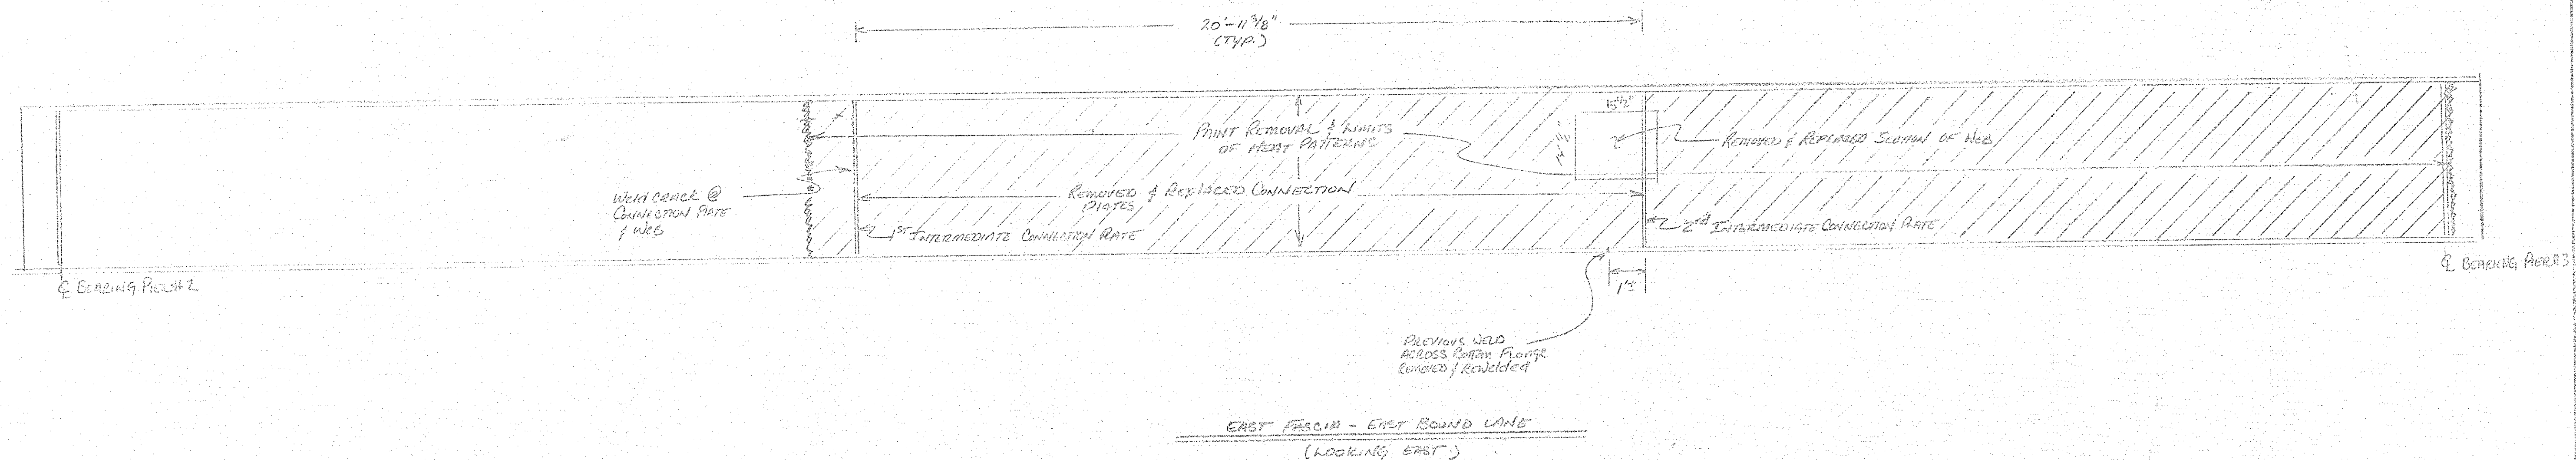 20'-11 3/8"
(TYP.)
15 1/2"
PAINT REMOVAL & LIMITS
OF HEAT PATTERNS
REMOVED & REPLACED SECTION OF WEB
WELD CRACK @
CONNECTION PLATE
& WEB
REMOVED & REPLACED CONNECTION
PLATES
1ST INTERMEDIATE CONNECTION PLATE
2nd INTERMEDIATE CONNECTION PLATE
℄ BEARING PIER #2
℄ BEARING PIER #3
1'±
PREVIOUS WELD
ACROSS BOTTOM FLANGE
REMOVED & REWELDED
EAST FASCIA - EAST BOUND LANE
(LOOKING EAST)